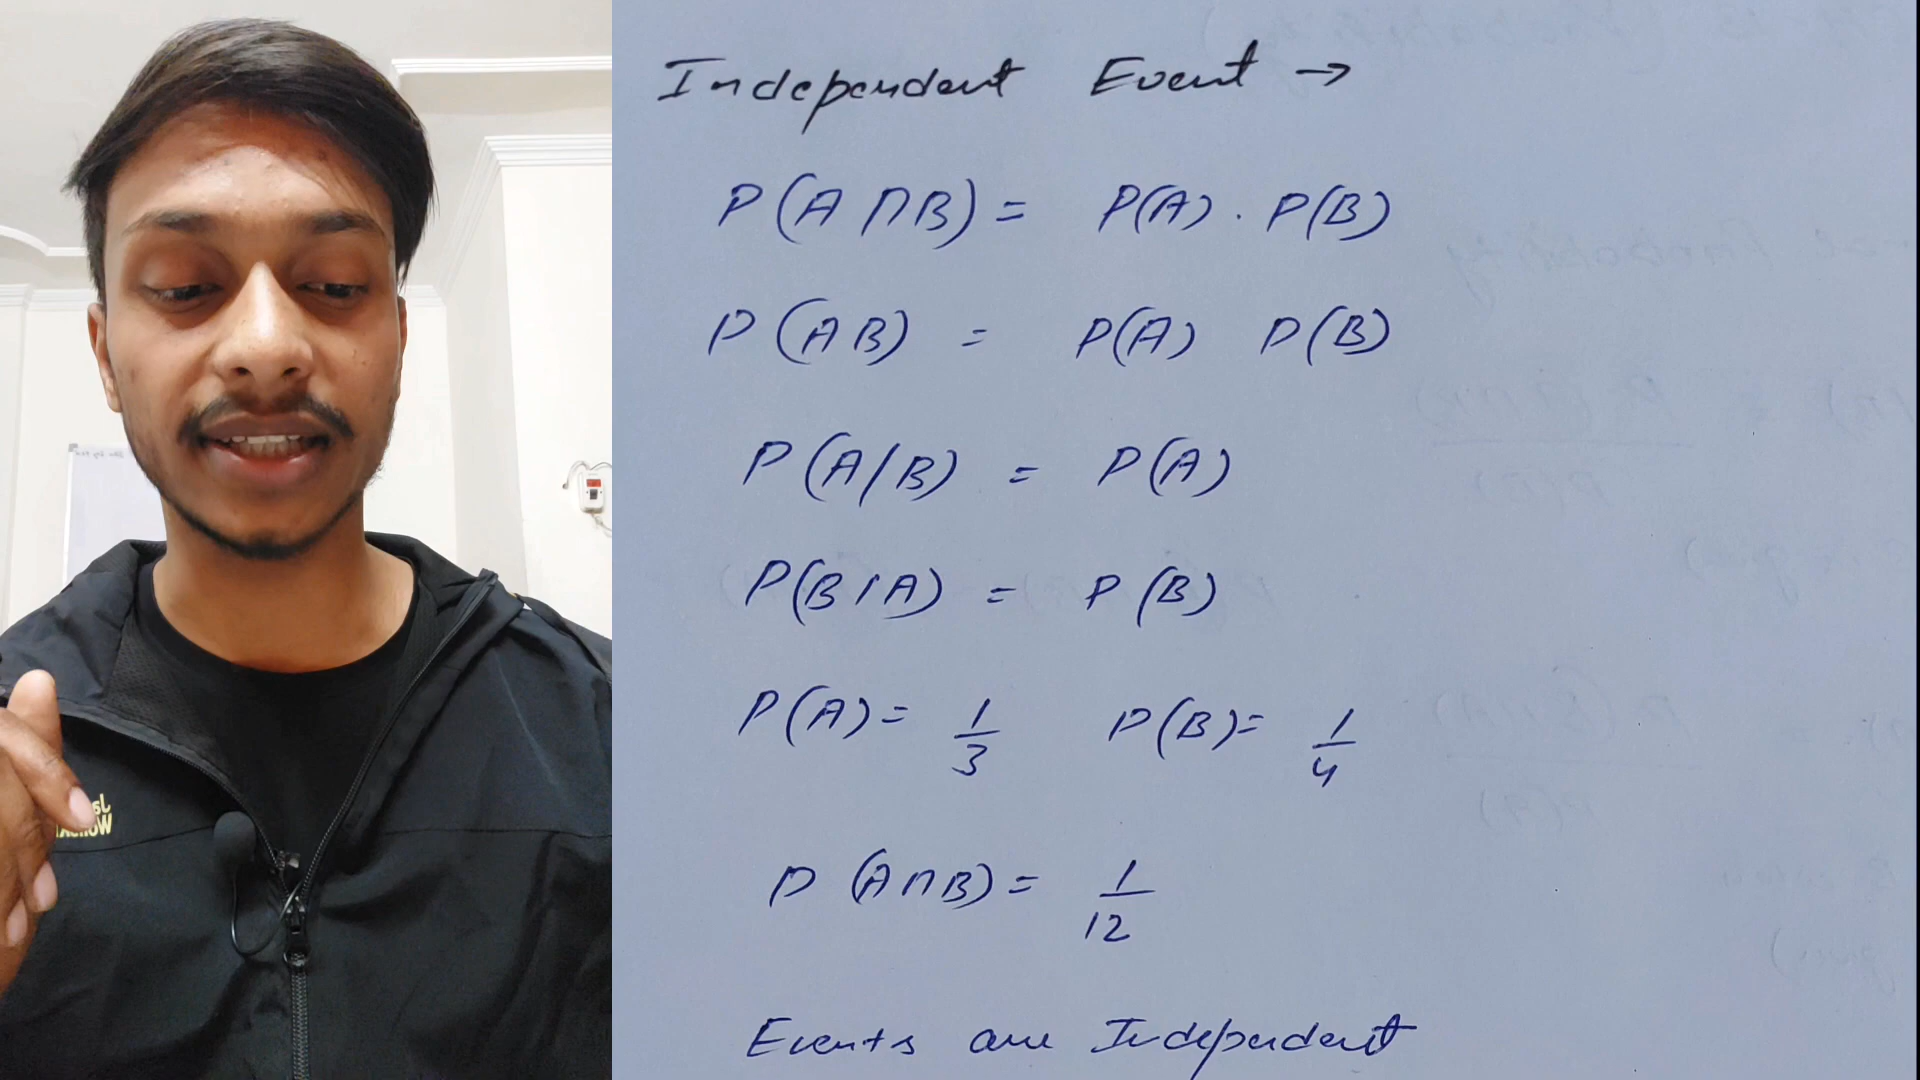 Independent Event →
P(A∩B) = P(A) . P(B)
P(AB) = P(A) P(B)
P(A/B) = P(A)
P(B/A) = P(B)
P(A) = 1/3 P(B) = 1/4
P(A∩B) = 1/12
Events are Independent